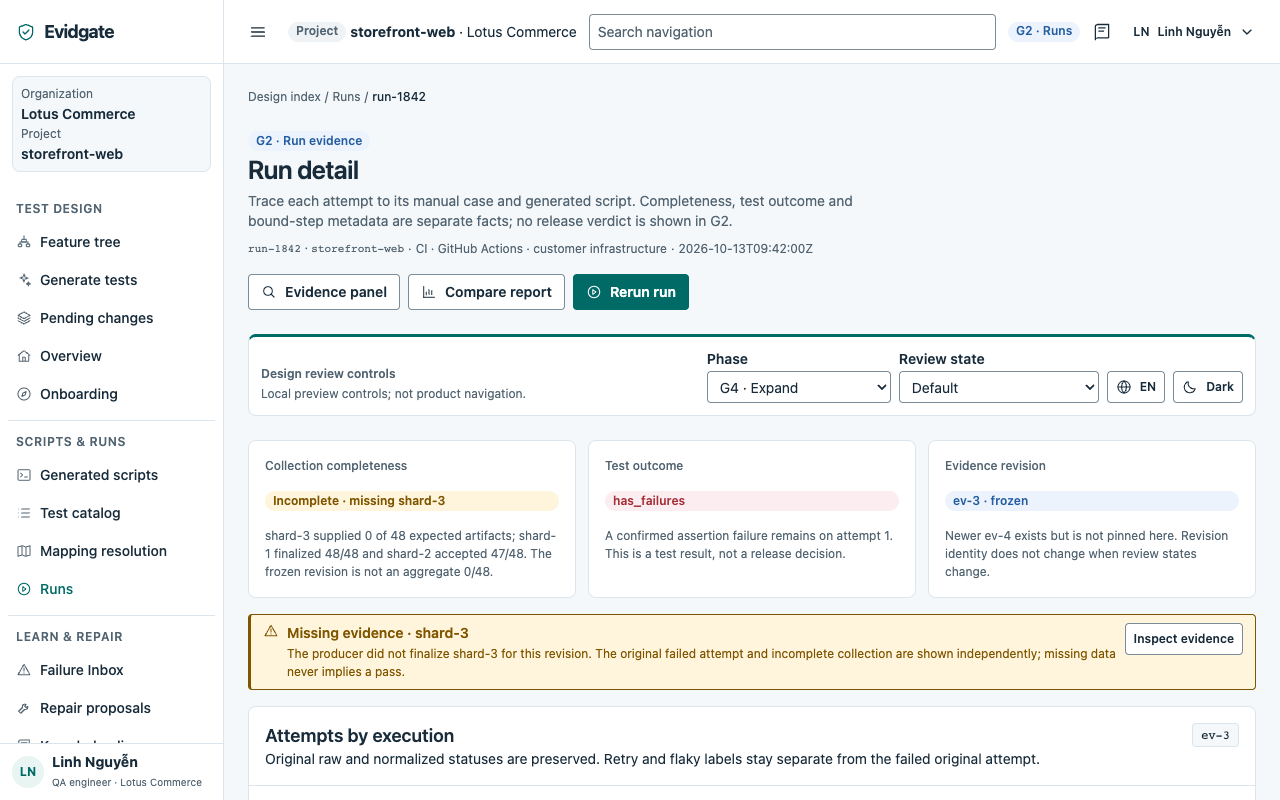 Evidgate
Project storefront-web · Lotus Commerce
Search navigation
G2 · Runs
LN Linh Nguyễn
Organization
Lotus Commerce
Project
storefront-web
TEST DESIGN
Feature tree
Generate tests
Pending changes
Overview
Onboarding
SCRIPTS & RUNS
Generated scripts
Test catalog
Mapping resolution
Runs
LEARN & REPAIR
Failure Inbox
Repair proposals
LN
Linh Nguyễn
QA engineer · Lotus Commerce
Design index / Runs / run-1842
G2 · Run evidence
Run detail
Trace each attempt to its manual case and generated script. Completeness, test outcome and
bound-step metadata are separate facts; no release verdict is shown in G2.
run-1842 · storefront-web · CI · GitHub Actions · customer infrastructure · 2026-10-13T09:42:00Z
Evidence panel
Compare report
Rerun run
Design review controls
Local preview controls; not product navigation.
Phase
G4 · Expand
Review state
Default
EN
Dark
Collection completeness
Incomplete · missing shard-3
shard-3 supplied 0 of 48 expected artifacts; shard-
1 finalized 48/48 and shard-2 accepted 47/48. The
frozen revision is not an aggregate 0/48.
Test outcome
has_failures
A confirmed assertion failure remains on attempt 1.
This is a test result, not a release decision.
Evidence revision
ev-3 · frozen
Newer ev-4 exists but is not pinned here. Revision
identity does not change when review states
change.
Missing evidence · shard-3
The producer did not finalize shard-3 for this revision. The original failed attempt and incomplete collection are shown independently; missing data
never implies a pass.
Inspect evidence
Attempts by execution
ev-3
Original raw and normalized statuses are preserved. Retry and flaky labels stay separate from the failed original attempt.